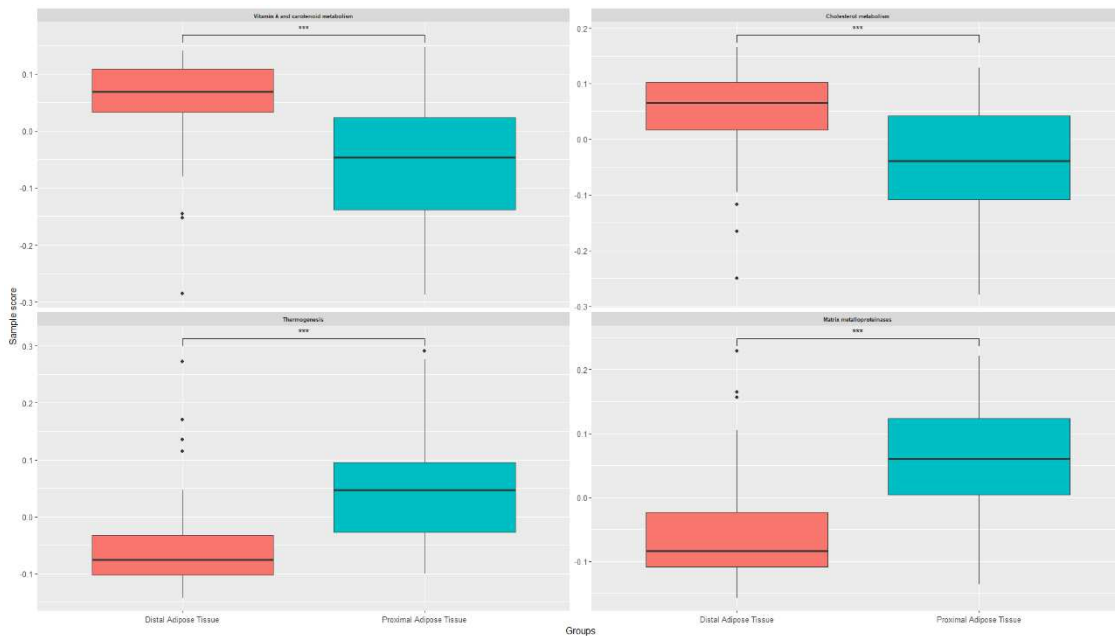 Vitamin A and carotenoid metabolism
***
0.1
0.0
-0.1
-0.2
-0.3
Cholesterol metabolism
***
0.2
0.1
0.0
-0.1
-0.2
-0.3
Sample score
Thermogenesis
***
0.3
0.2
0.1
0.0
-0.1
Matrix metalloproteinases
***
0.2
0.1
0.0
-0.1
Distal Adipose Tissue
Proximal Adipose Tissue
Distal Adipose Tissue
Proximal Adipose Tissue
Groups